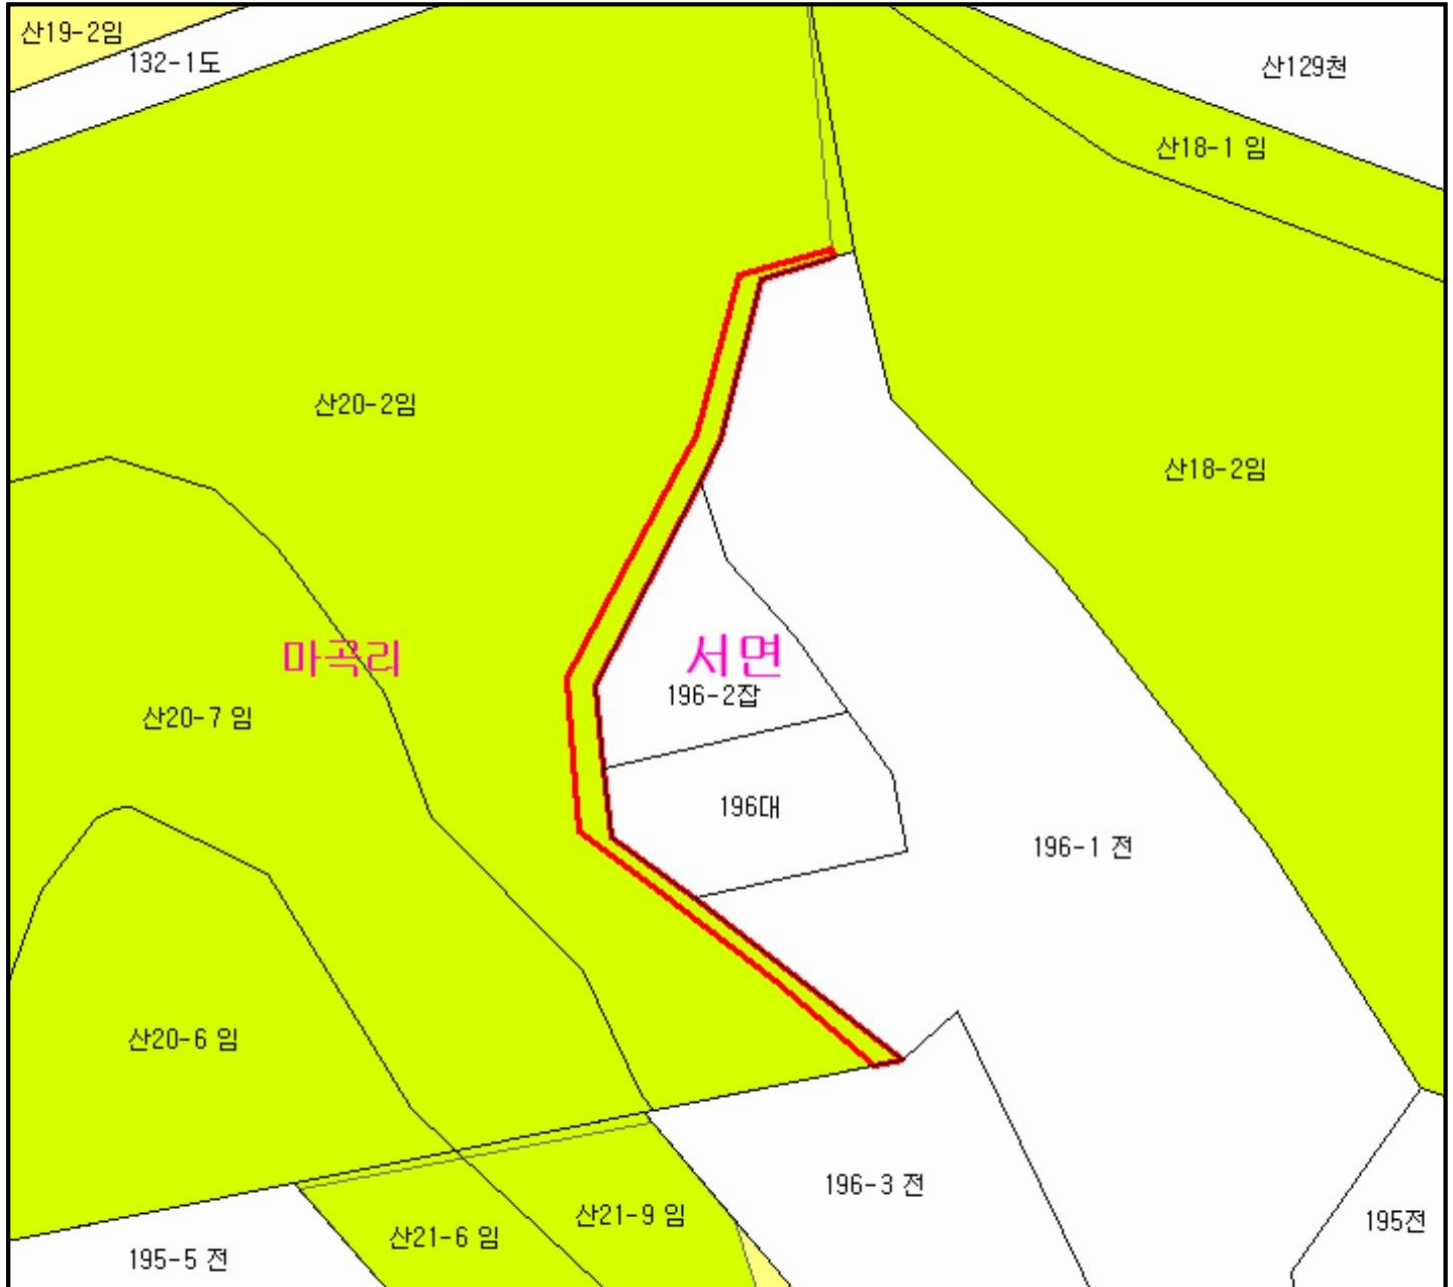 산19-2임
132-1도
산129천
산18-1 임
산20-2임
산18-2임
마곡리
서면
196-2잡
산20-7 임
196대
196-1 전
산20-6 임
196-3 전
산21-9 임
195전
산21-6 임
195-5 전